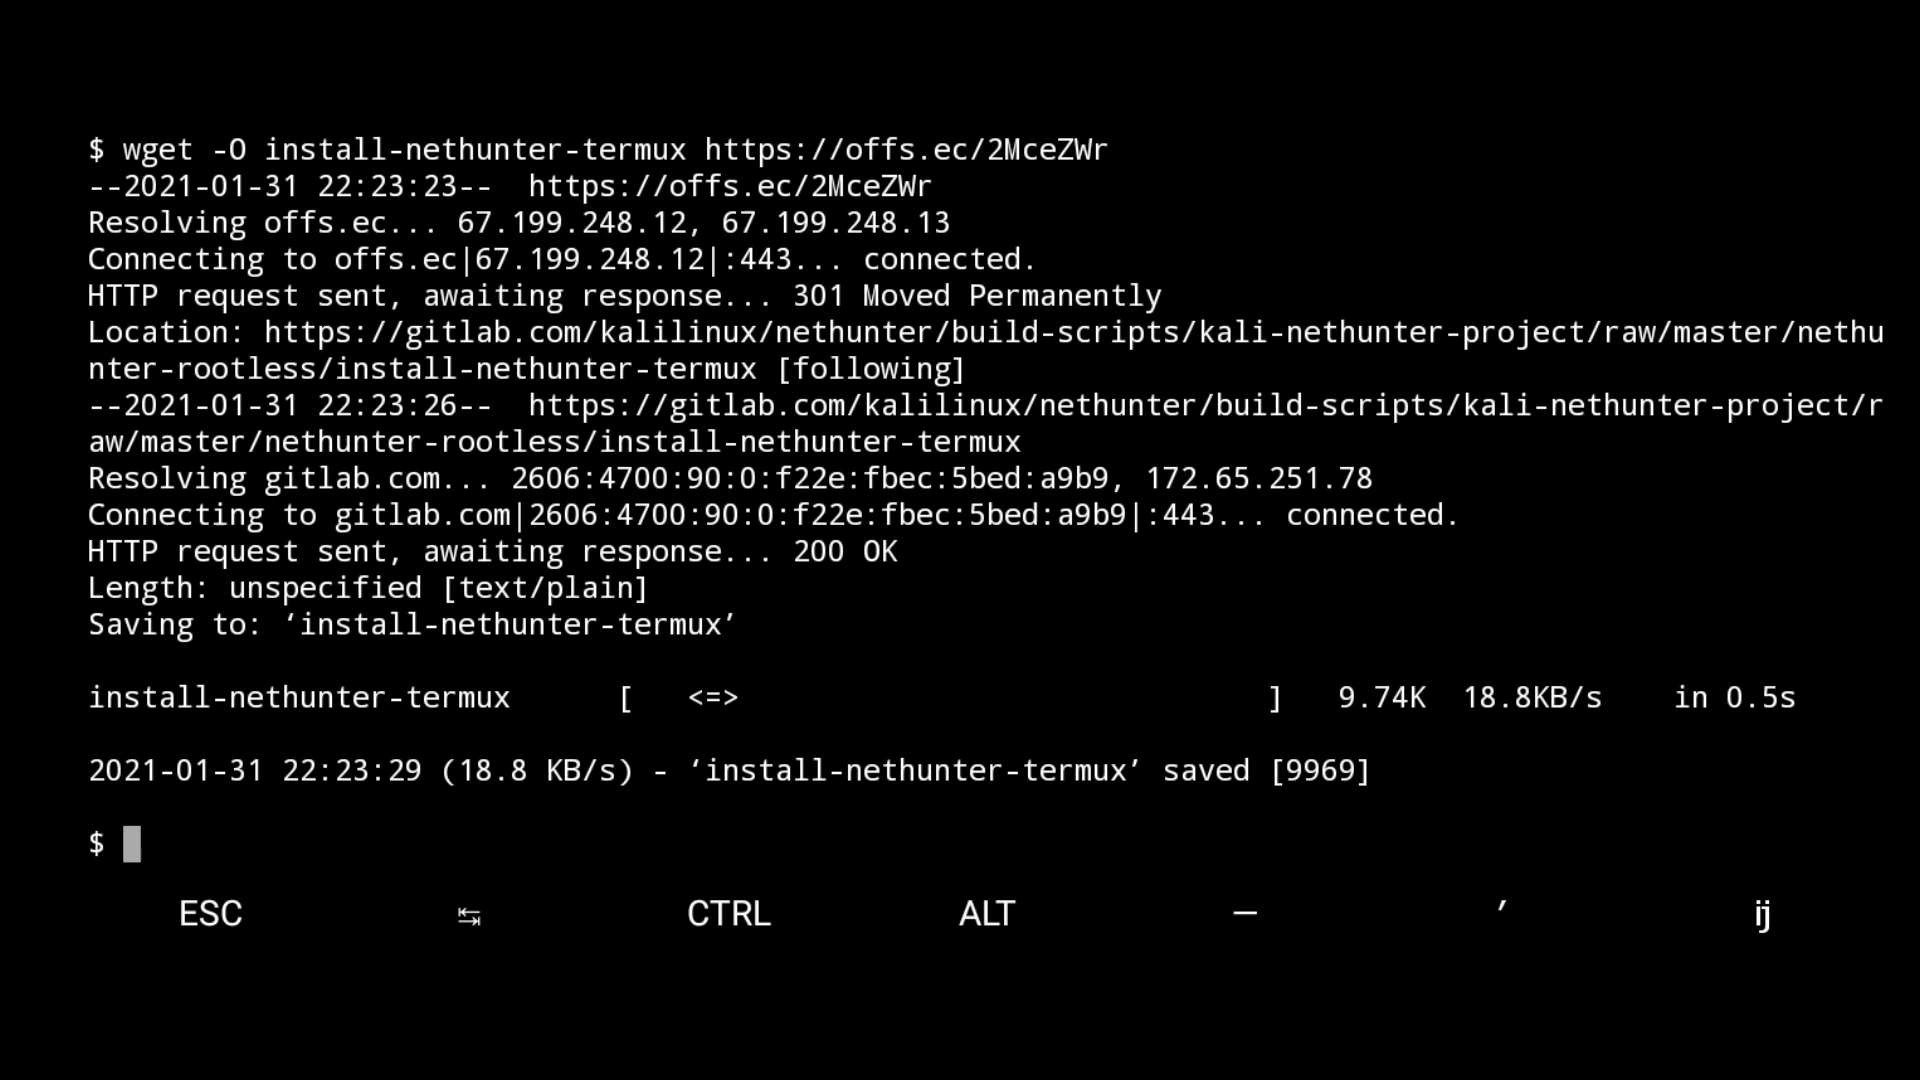 $ wget -O install-nethunter-termux https://offs.ec/2MceZWr
--2021-01-31 22:23:23--  https://offs.ec/2MceZWr
Resolving offs.ec... 67.199.248.12, 67.199.248.13
Connecting to offs.ec|67.199.248.12|:443... connected.
HTTP request sent, awaiting response... 301 Moved Permanently
Location: https://gitlab.com/kalilinux/nethunter/build-scripts/kali-nethunter-project/raw/master/nethu
nter-rootless/install-nethunter-termux [following]
--2021-01-31 22:23:26--  https://gitlab.com/kalilinux/nethunter/build-scripts/kali-nethunter-project/r
aw/master/nethunter-rootless/install-nethunter-termux
Resolving gitlab.com... 2606:4700:90:0:f22e:fbec:5bed:a9b9, 172.65.251.78
Connecting to gitlab.com|2606:4700:90:0:f22e:fbec:5bed:a9b9|:443... connected.
HTTP request sent, awaiting response... 200 OK
Length: unspecified [text/plain]
Saving to: ‘install-nethunter-termux’
install-nethunter-termux      [   <=>                              ]   9.74K  18.8KB/s    in 0.5s
2021-01-31 22:23:29 (18.8 KB/s) - ‘install-nethunter-termux’ saved [9969]
$
ESC ↹ CTRL ALT — ′ ij